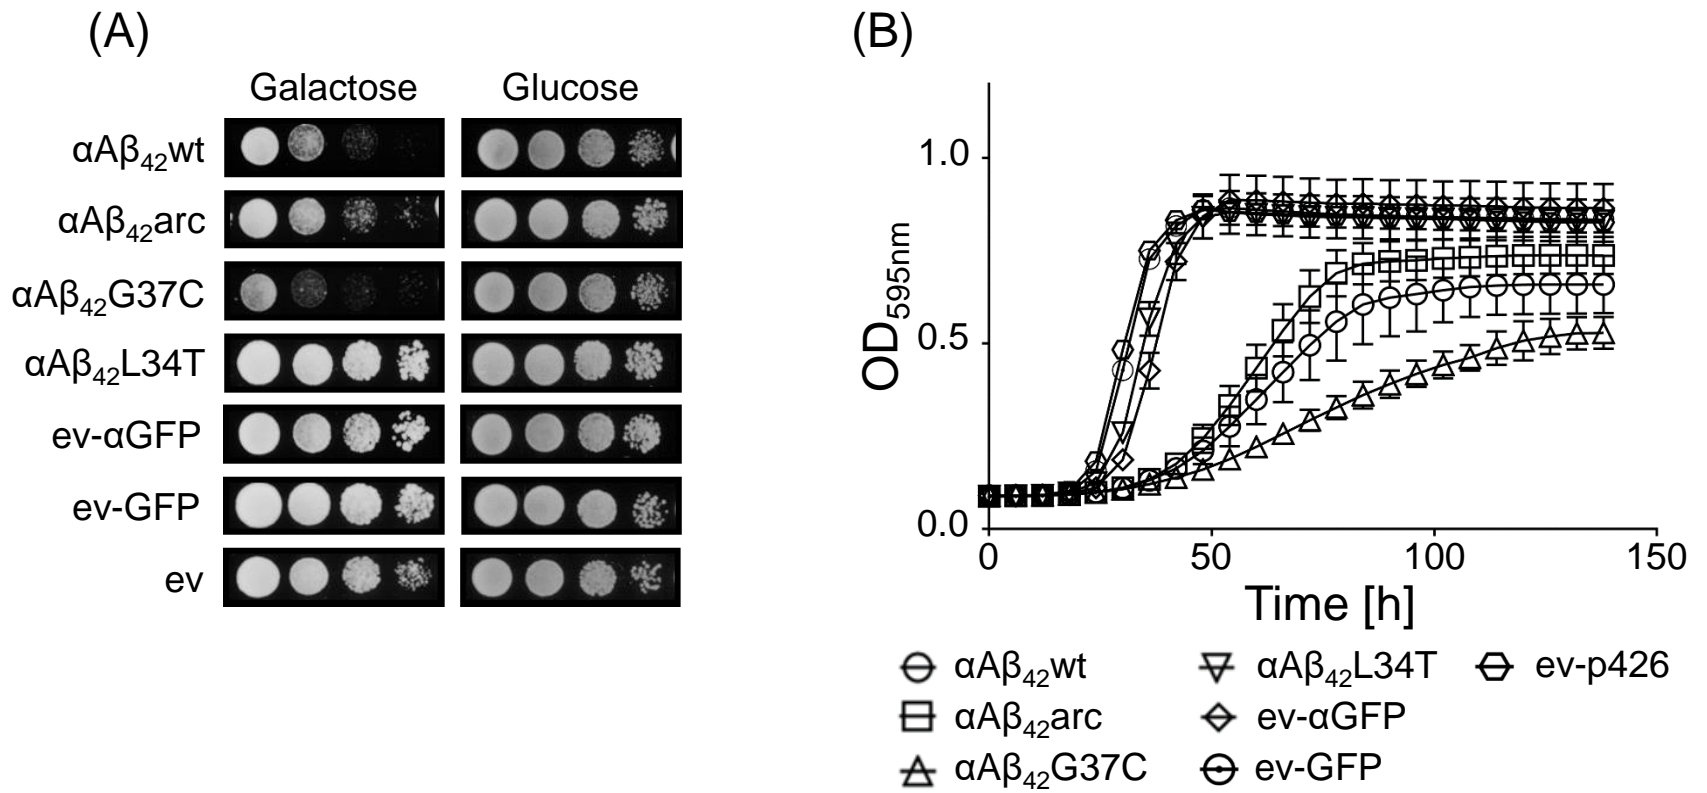 (A)
Galactose Glucose
αAβ42wt
αAβ42arc
αAβ42G37C
αAβ42L34T
ev-αGFP
ev-GFP
ev
(B)
OD595nm
1.0
0.5
0.0
0 50 100 150
Time [h]
αAβ42wt αAβ42L34T ev-p426
αAβ42arc ev-αGFP
αAβ42G37C ev-GFP